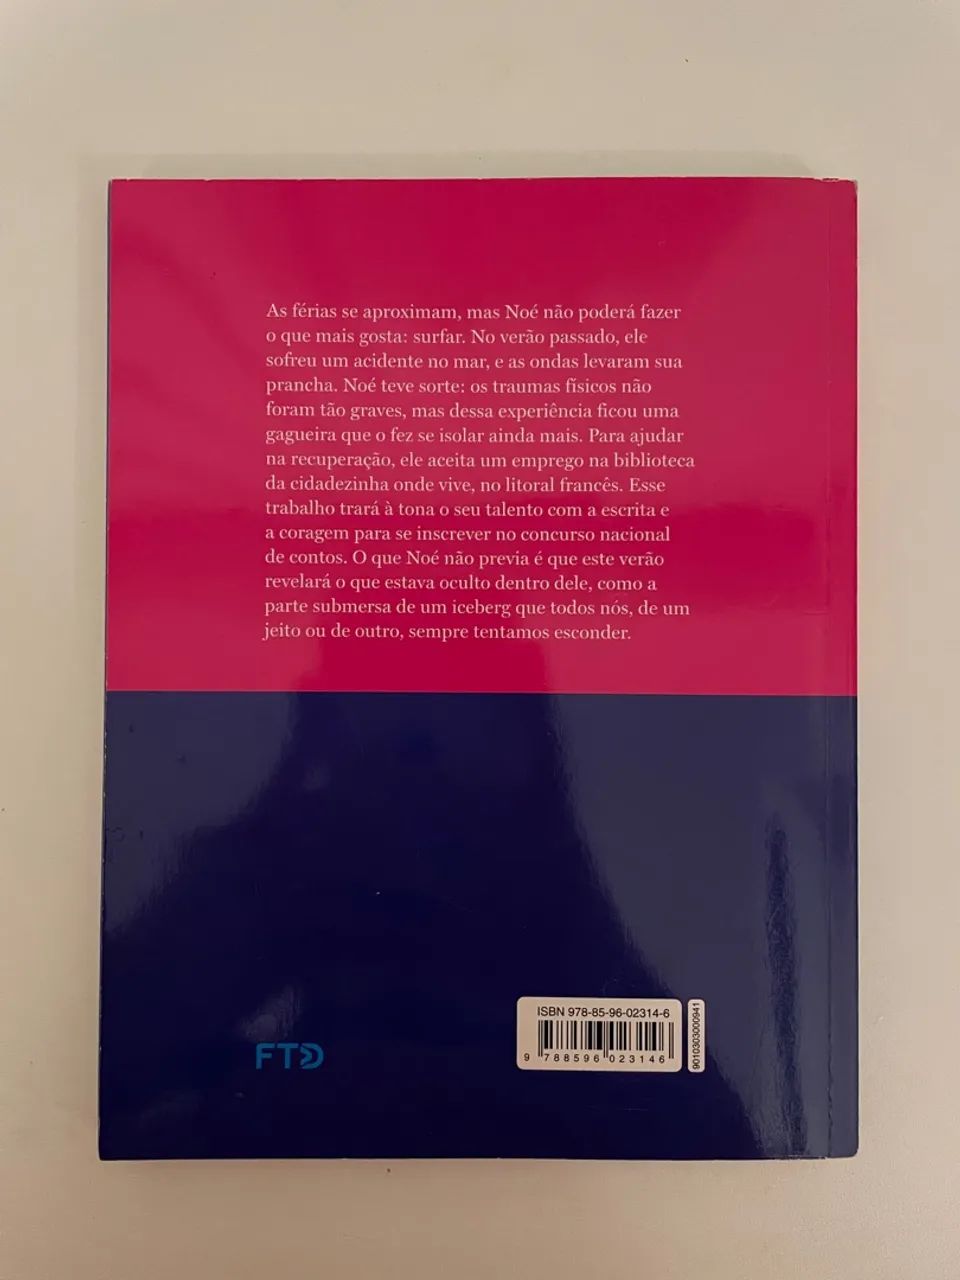 As férias se aproximam, mas Noé não poderá fazer
o que mais gosta: surfar. No verão passado, ele
sofreu um acidente no mar, e as ondas levaram sua
prancha. Noé teve sorte: os traumas físicos não
foram tão graves, mas dessa experiência ficou uma
gagueira que o fez se isolar ainda mais. Para ajudar
na recuperação, ele aceita um emprego na biblioteca
da cidadezinha onde vive, no litoral francês. Esse
trabalho trará à tona o seu talento com a escrita e
a coragem para se inscrever no concurso nacional
de contos. O que Noé não previa é que este verão
revelará o que estava oculto dentro dele, como a
parte submersa de um iceberg que todos nós, de um
jeito ou de outro, sempre tentamos esconder.
FTD
ISBN 978-85-96-02314-6
9 788596 023146
9010303000941